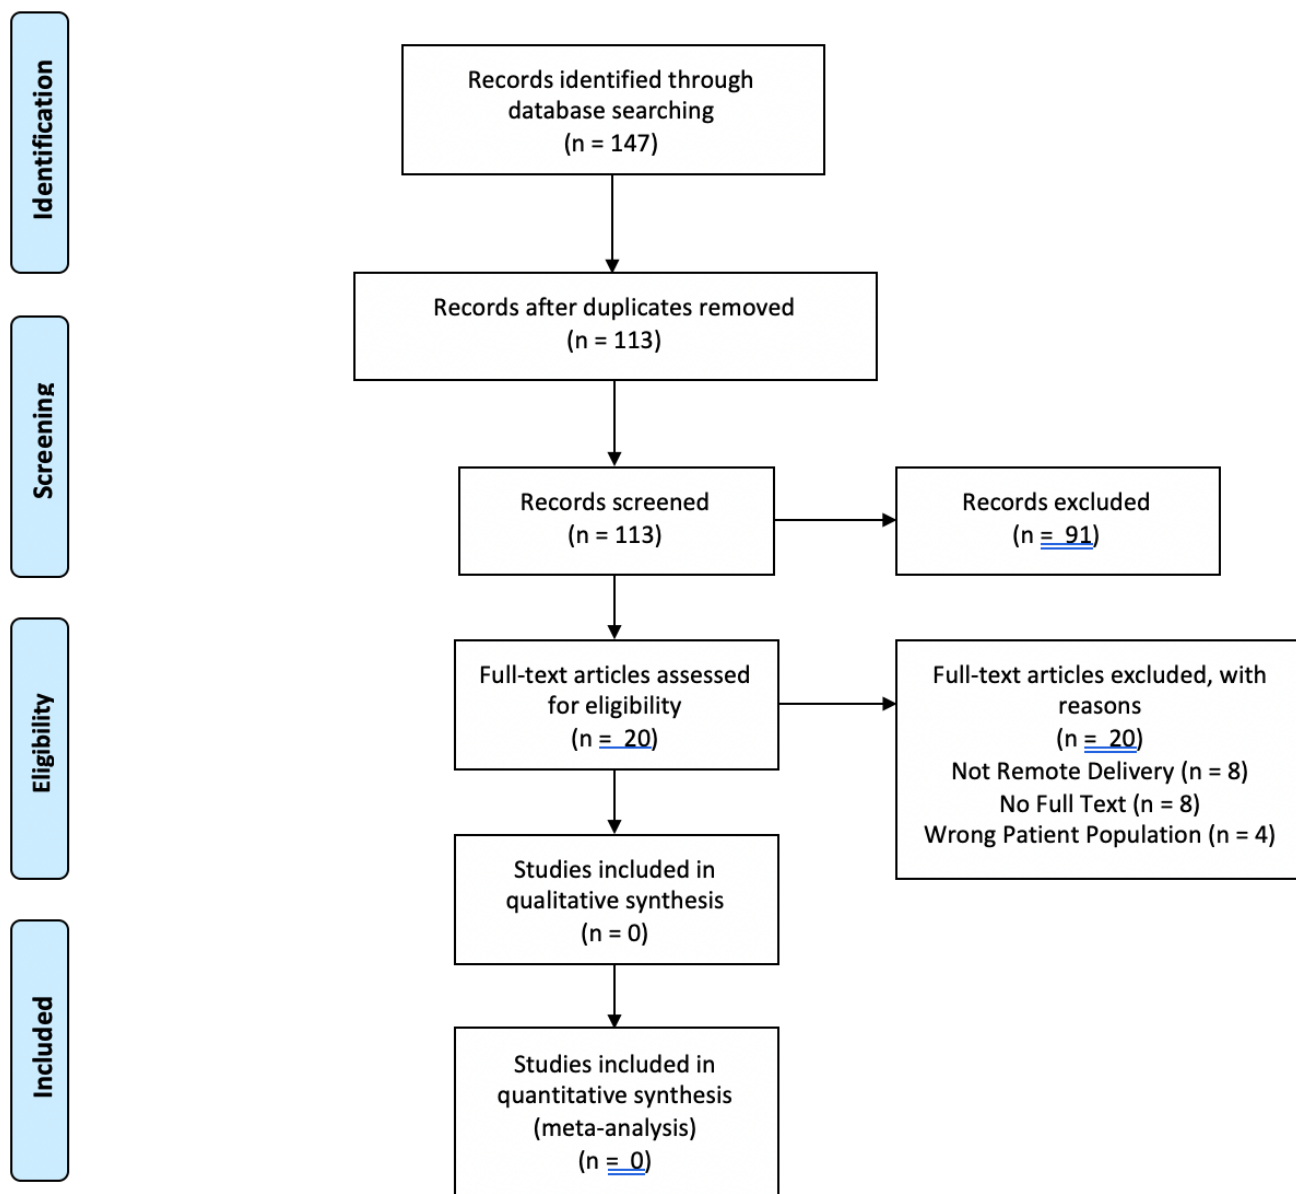 Identification
Records identified through
database searching
(n = 147)
Records after duplicates removed
(n = 113)
Screening
Records screened
(n = 113)
Records excluded
(n = 91)
Eligibility
Full-text articles assessed
for eligibility
(n = 20)
Full-text articles excluded, with
reasons
(n = 20)
Not Remote Delivery (n = 8)
No Full Text (n = 8)
Wrong Patient Population (n = 4)
Studies included in
qualitative synthesis
(n = 0)
Included
Studies included in
quantitative synthesis
(meta-analysis)
(n = 0)